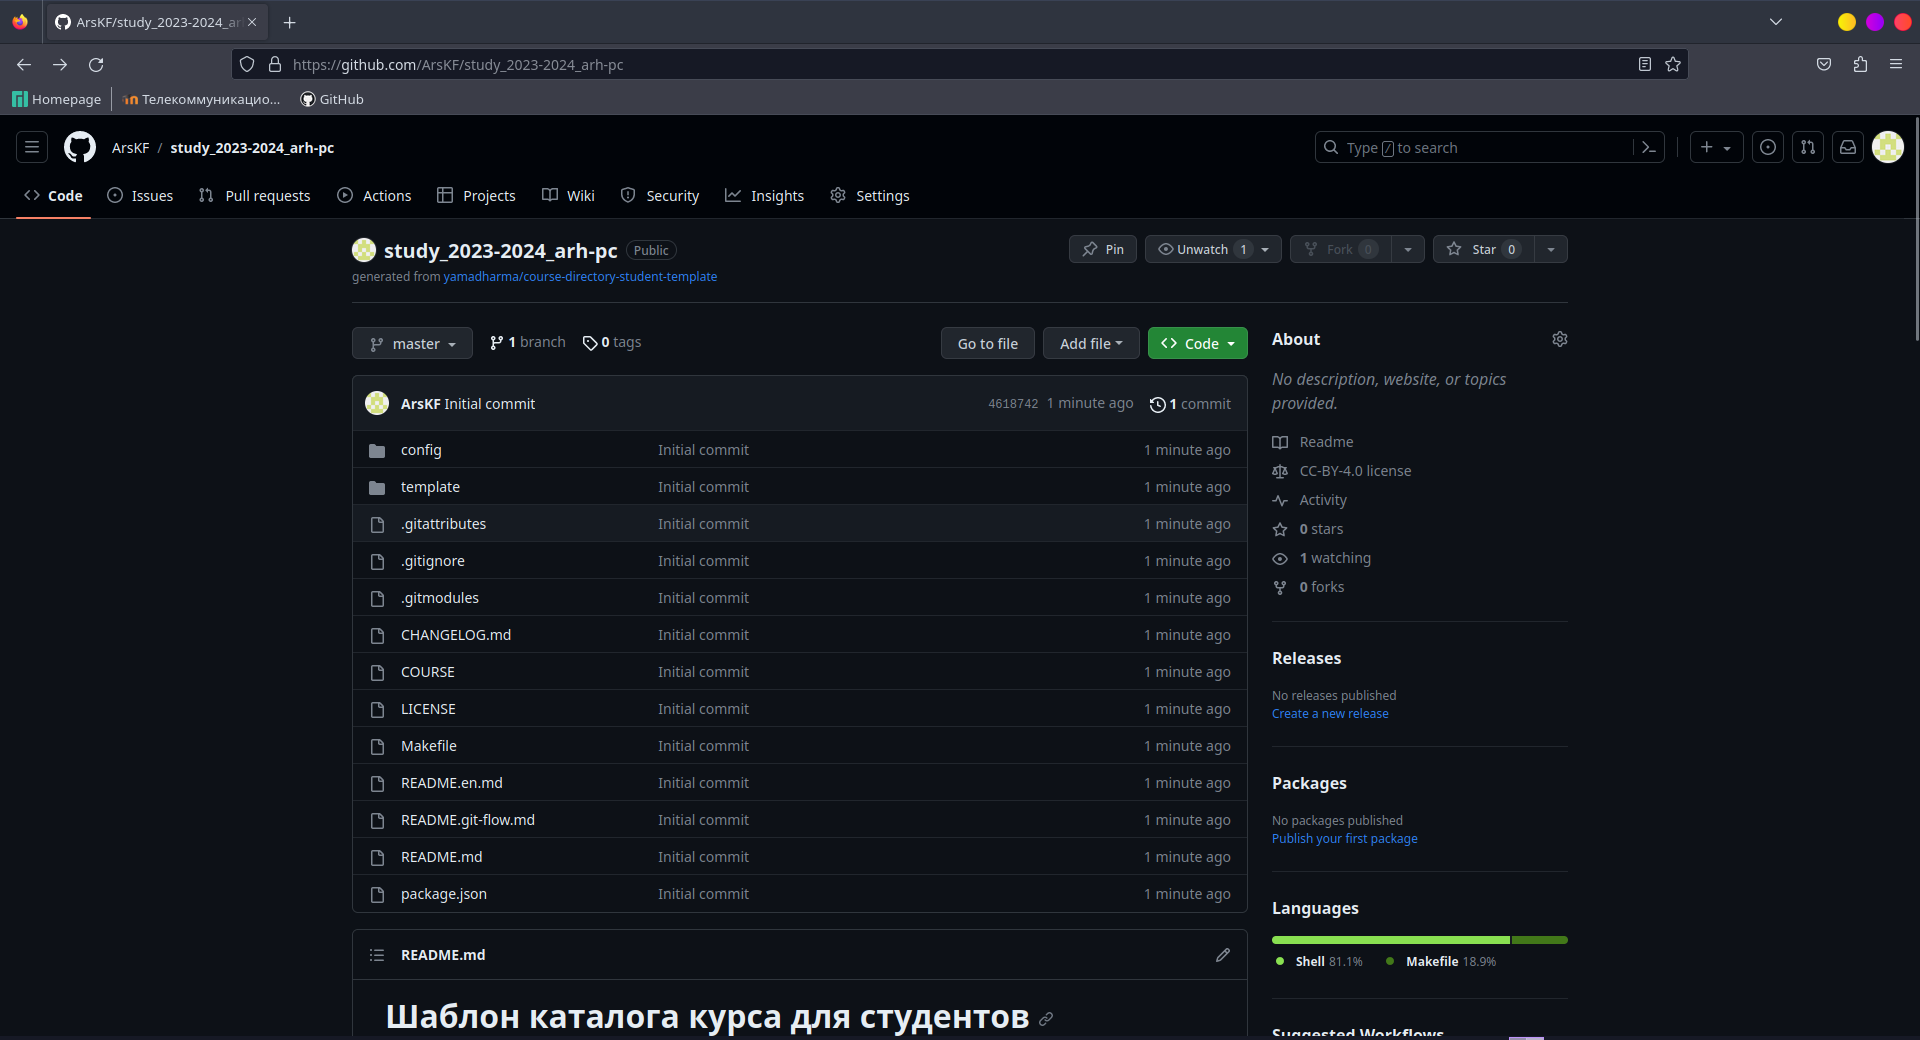 ArsKF/study_2023-2024_ar
https://github.com/ArsKF/study_2023-2024_arh-pc
Homepage Телекоммуникацио... GitHub
ArsKF / study_2023-2024_arh-pc Type / to search
Code Issues Pull requests Actions Projects Wiki Security Insights Settings
study_2023-2024_arh-pc Public Pin Unwatch 1 Fork 0 Star 0
generated from yamadharma/course-directory-student-template
master 1 branch 0 tags Go to file Add file Code
ArsKF Initial commit 4618742 1 minute ago 1 commit
config Initial commit 1 minute ago
template Initial commit 1 minute ago
.gitattributes Initial commit 1 minute ago
.gitignore Initial commit 1 minute ago
.gitmodules Initial commit 1 minute ago
CHANGELOG.md Initial commit 1 minute ago
COURSE Initial commit 1 minute ago
LICENSE Initial commit 1 minute ago
Makefile Initial commit 1 minute ago
README.en.md Initial commit 1 minute ago
README.git-flow.md Initial commit 1 minute ago
README.md Initial commit 1 minute ago
package.json Initial commit 1 minute ago
README.md
Шаблон каталога курса для студентов
About
No description, website, or topics
provided.
Readme
CC-BY-4.0 license
Activity
0 stars
1 watching
0 forks
Releases
No releases published
Create a new release
Packages
No packages published
Publish your first package
Languages
Shell 81.1% Makefile 18.9%
Suggested Workflows